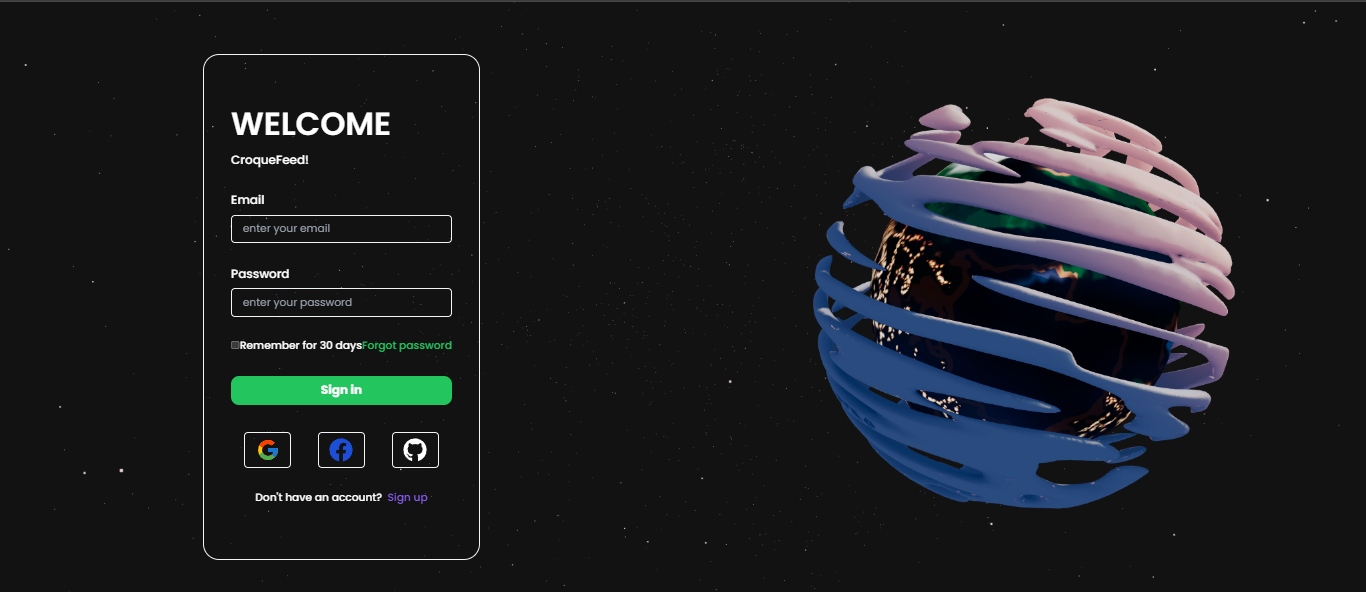 WELCOME
CroqueFeed!
Email
enter your email
Password
enter your password
Remember for 30 daysForgot password
Sign in
Don't have an account? Sign up